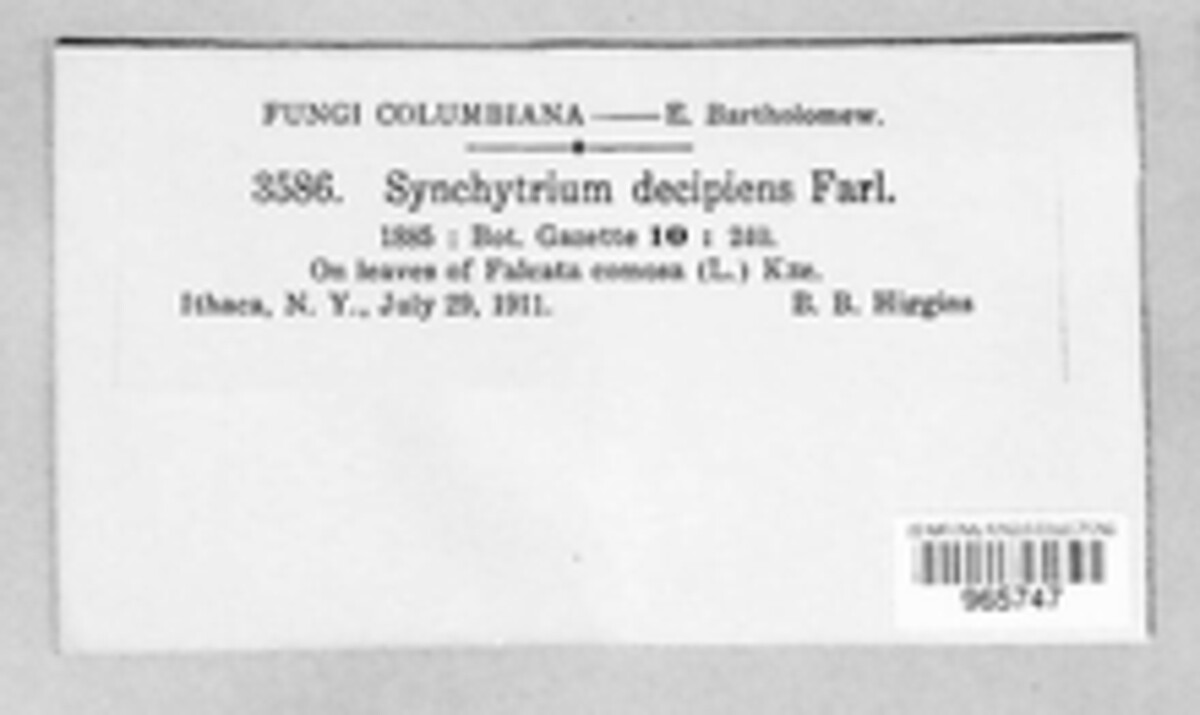 FUNGI COLUMBIANA —— E. Bartholomew.
3586. Synchytrium decipiens Farl.
1885 : Bot. Gazette 10 : 240.
On leaves of Falcata comosa (L.) Kze.
Ithaca, N. Y., July 29, 1911. B. B. Higgins
965747